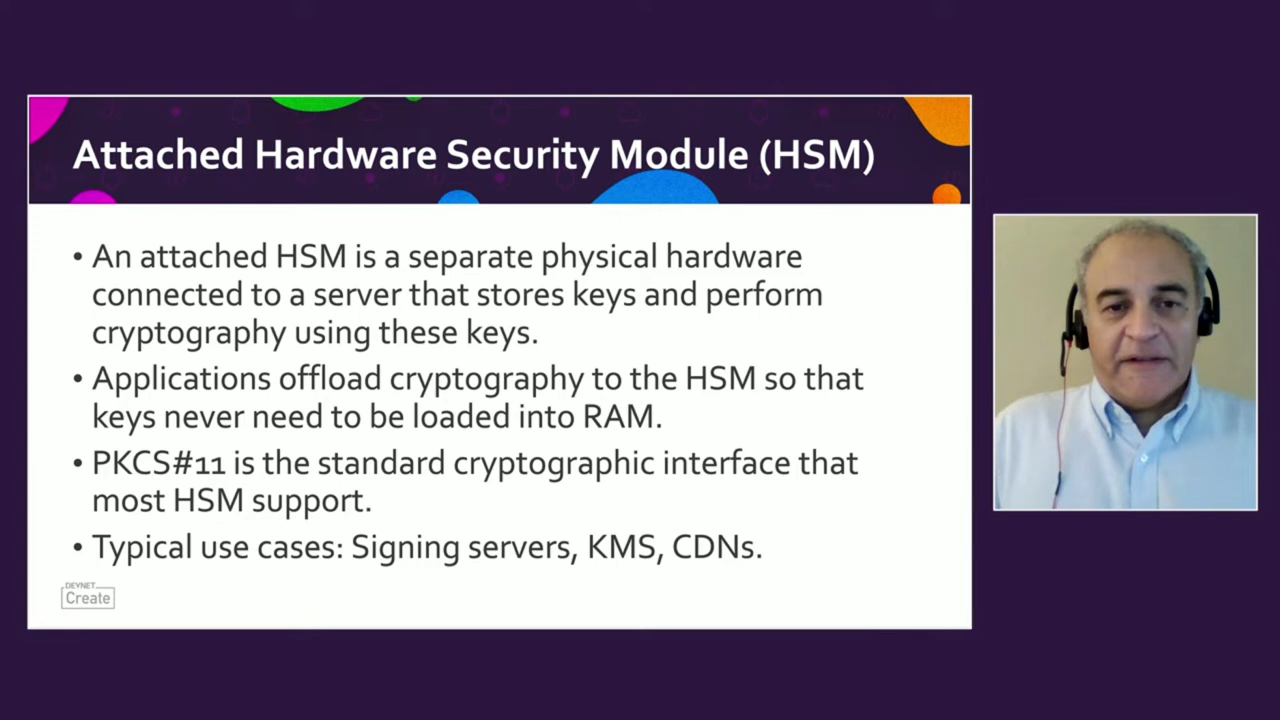 Attached Hardware Security Module (HSM)
• An attached HSM is a separate physical hardware
connected to a server that stores keys and perform
cryptography using these keys.
• Applications offload cryptography to the HSM so that
keys never need to be loaded into RAM.
• PKCS#11 is the standard cryptographic interface that
most HSM support.
• Typical use cases: Signing servers, KMS, CDNs.
DEVNET
Create